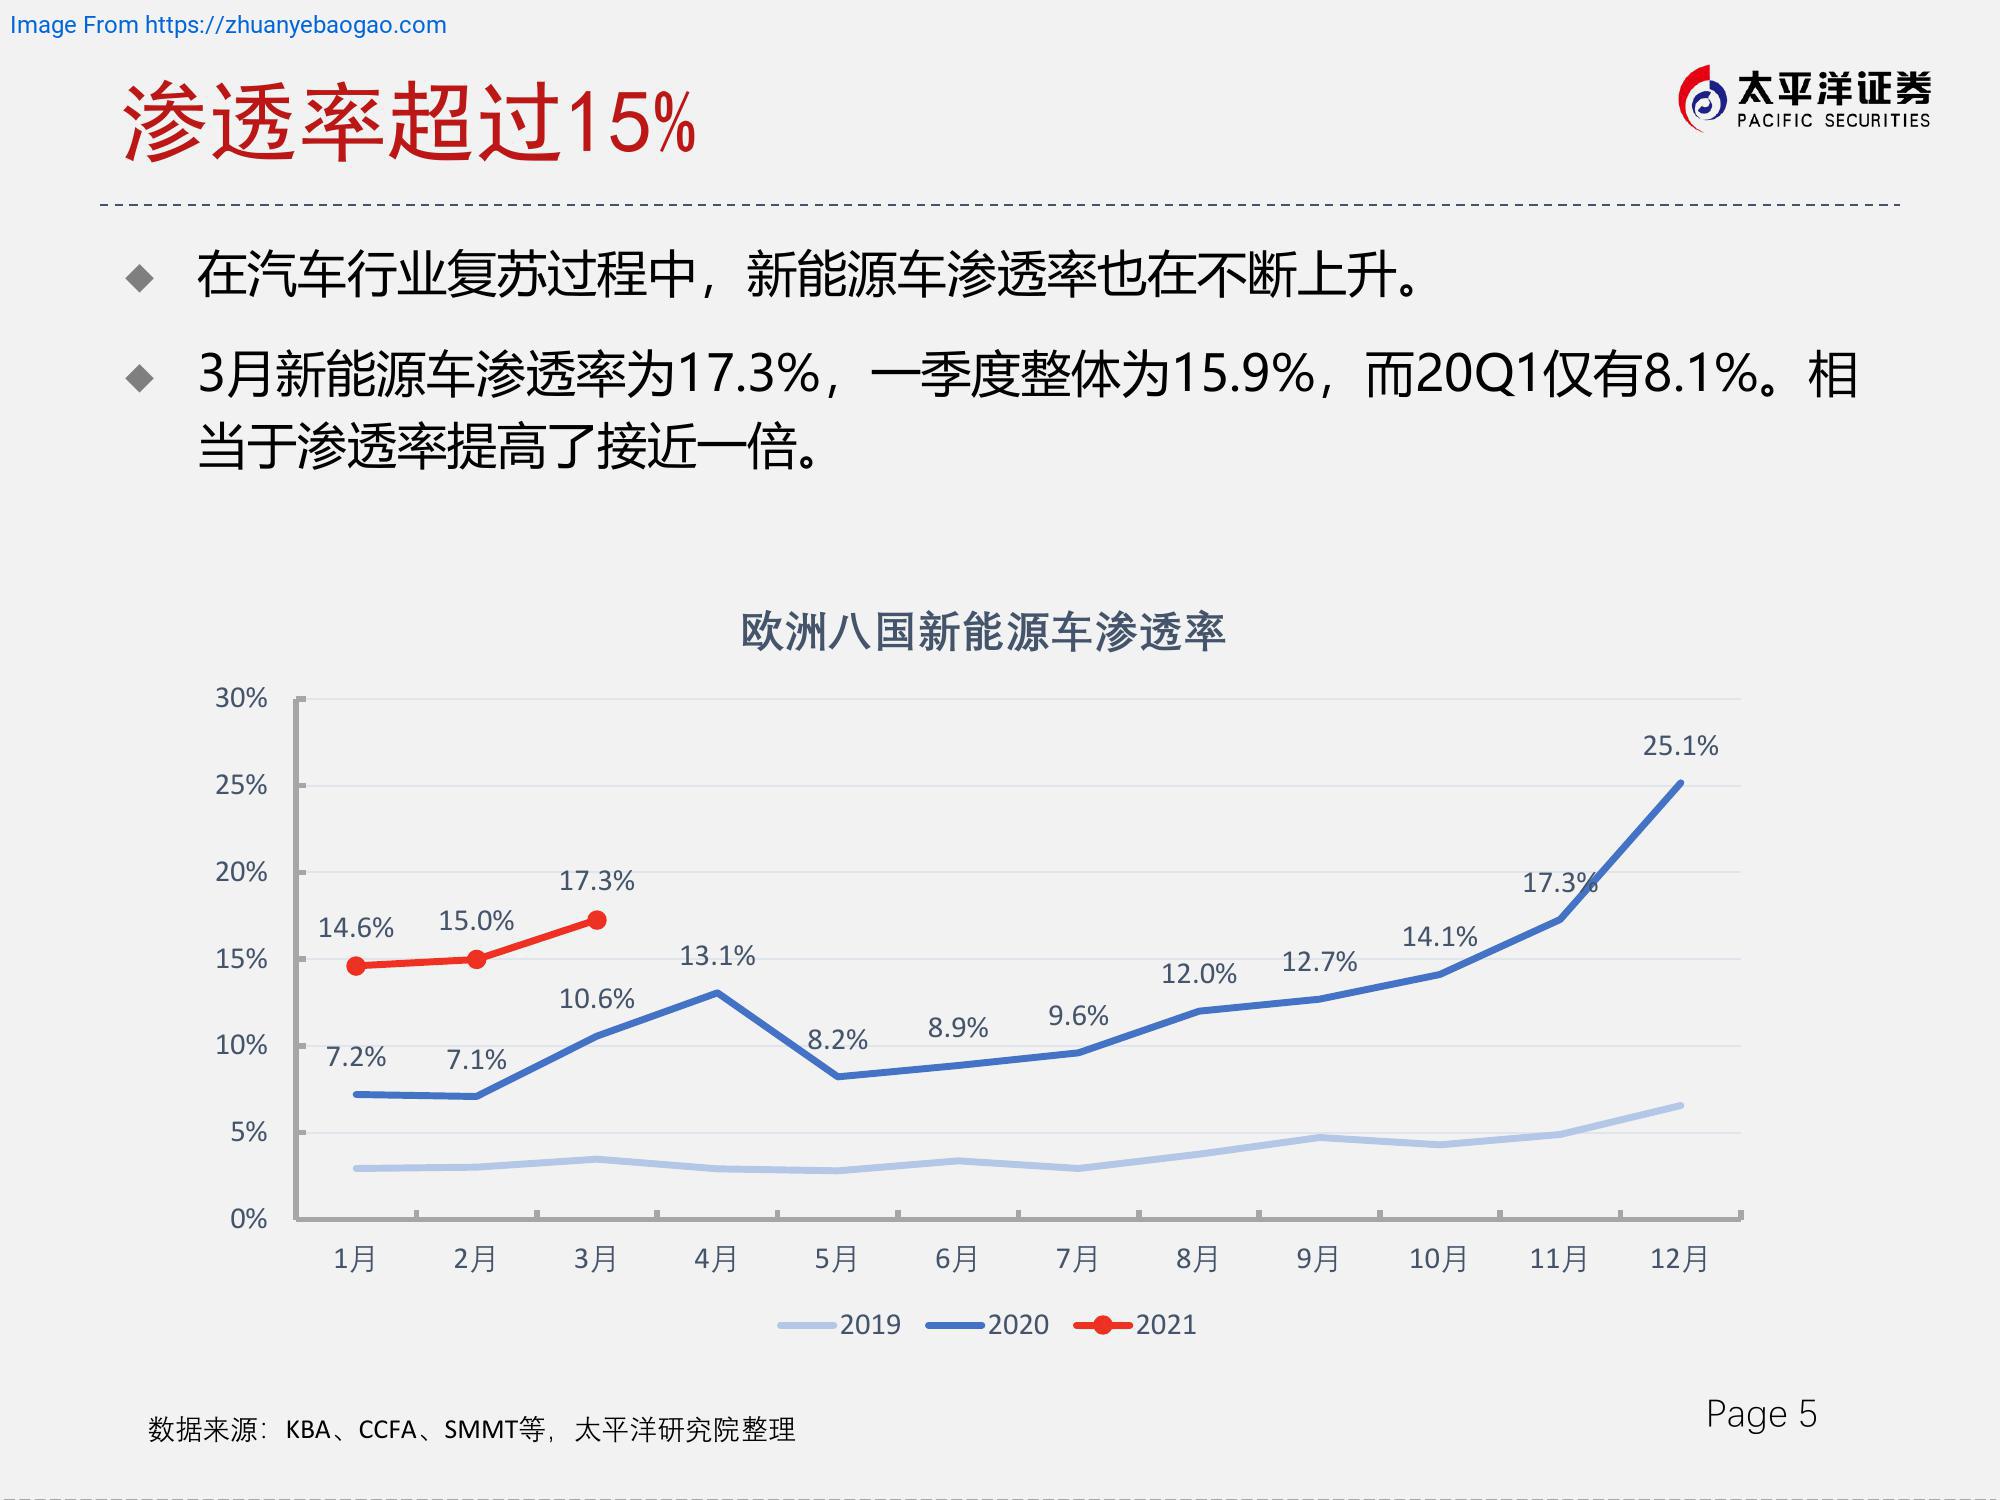 Image From https://zhuanyebaogao.com
渗透率超过15%
太平洋证券
PACIFIC SECURITIES
在汽车行业复苏过程中，新能源车渗透率也在不断上升。
3月新能源车渗透率为17.3%，一季度整体为15.9%，而20Q1仅有8.1%。相
当于渗透率提高了接近一倍。
欧洲八国新能源车渗透率
30%
25%
20%
15%
10%
5%
0%
14.6%
15.0%
17.3%
7.2%
7.1%
10.6%
13.1%
8.2%
8.9%
9.6%
12.0%
12.7%
14.1%
17.3%
25.1%
1月 2月 3月 4月 5月 6月 7月 8月 9月 10月 11月 12月
2019 2020 2021
数据来源：KBA、CCFA、SMMT等，太平洋研究院整理
Page 5